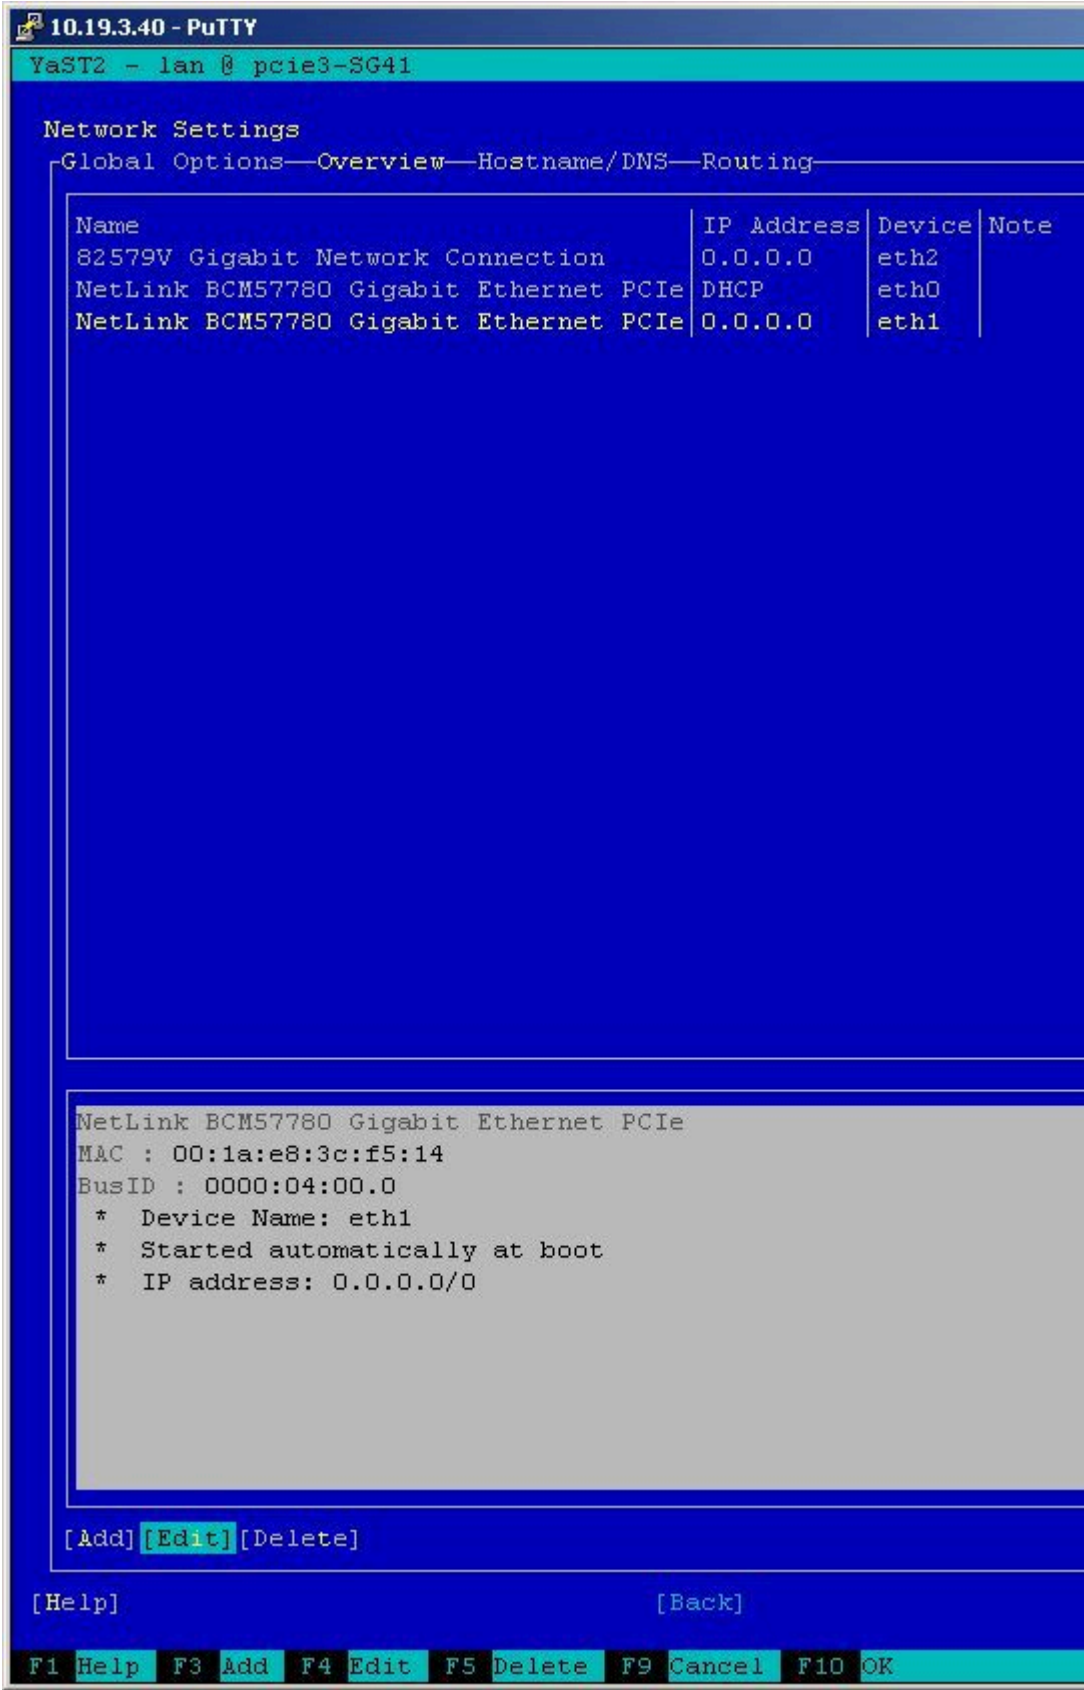 10.19.3.40 - PuTTY
YaST2 - lan @ pcie3-SG41
Network Settings
Global Options Overview Hostname/DNS Routing
Name IP Address Device Note
82579V Gigabit Network Connection 0.0.0.0 eth2
NetLink BCM57780 Gigabit Ethernet PCIe DHCP eth0
NetLink BCM57780 Gigabit Ethernet PCIe 0.0.0.0 eth1
NetLink BCM57780 Gigabit Ethernet PCIe
MAC : 00:1a:e8:3c:f5:14
BusID : 0000:04:00.0
* Device Name: eth1
* Started automatically at boot
* IP address: 0.0.0.0/0
[Add][Edit][Delete]
[Help] [Back]
F1 Help F3 Add F4 Edit F5 Delete F9 Cancel F10 OK